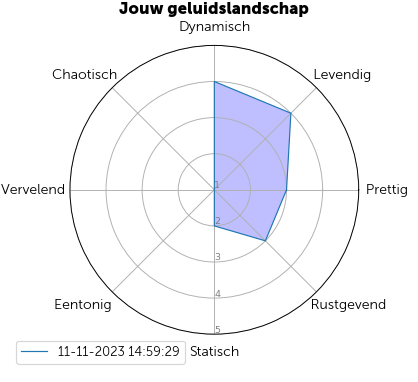 Jouw geluidslandschap
Dynamisch
Chaotisch
Levendig
Vervelend
1
Prettig
2
3
4
Eentonig
Rustgevend
5
11-11-2023 14:59:29
Statisch